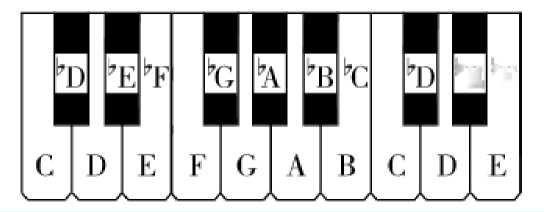 ♭D ♭E ♭F ♭G ♭A ♭B ♭C ♭D
C D E F G A B C D E